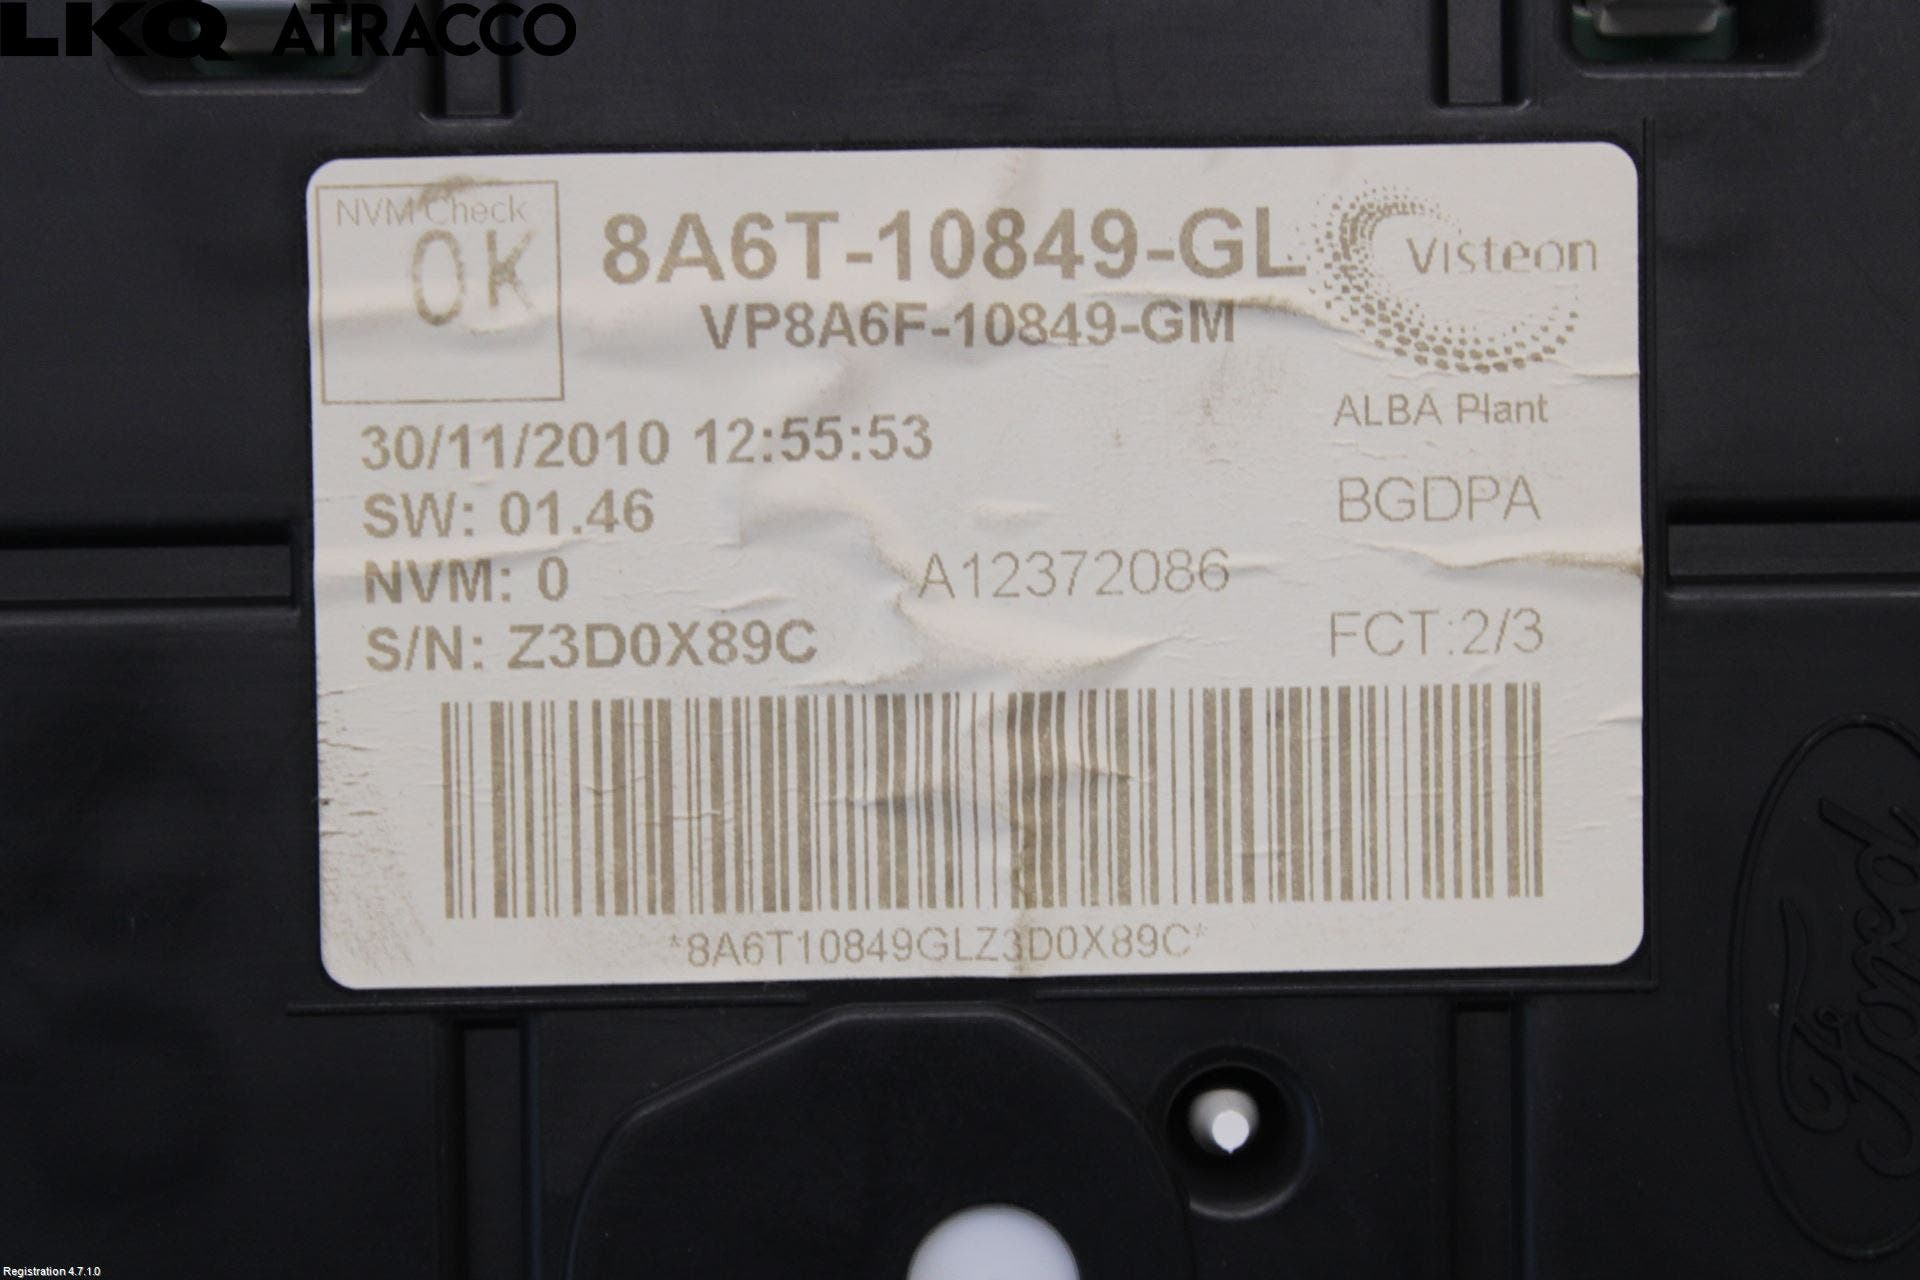 LKQ ATRACCO
NVM Check
OK
8A6T-10849-GL
Visteon
VP8A6F-10849-GM
ALBA Plant
30/11/2010 12:55:53
SW: 01.46
BGDPA
NVM: 0
A12372086
S/N: Z3D0X89C
FCT:2/3
*8A6T10849GLZ3D0X89C*
Ford
Registration 4.7.1.0